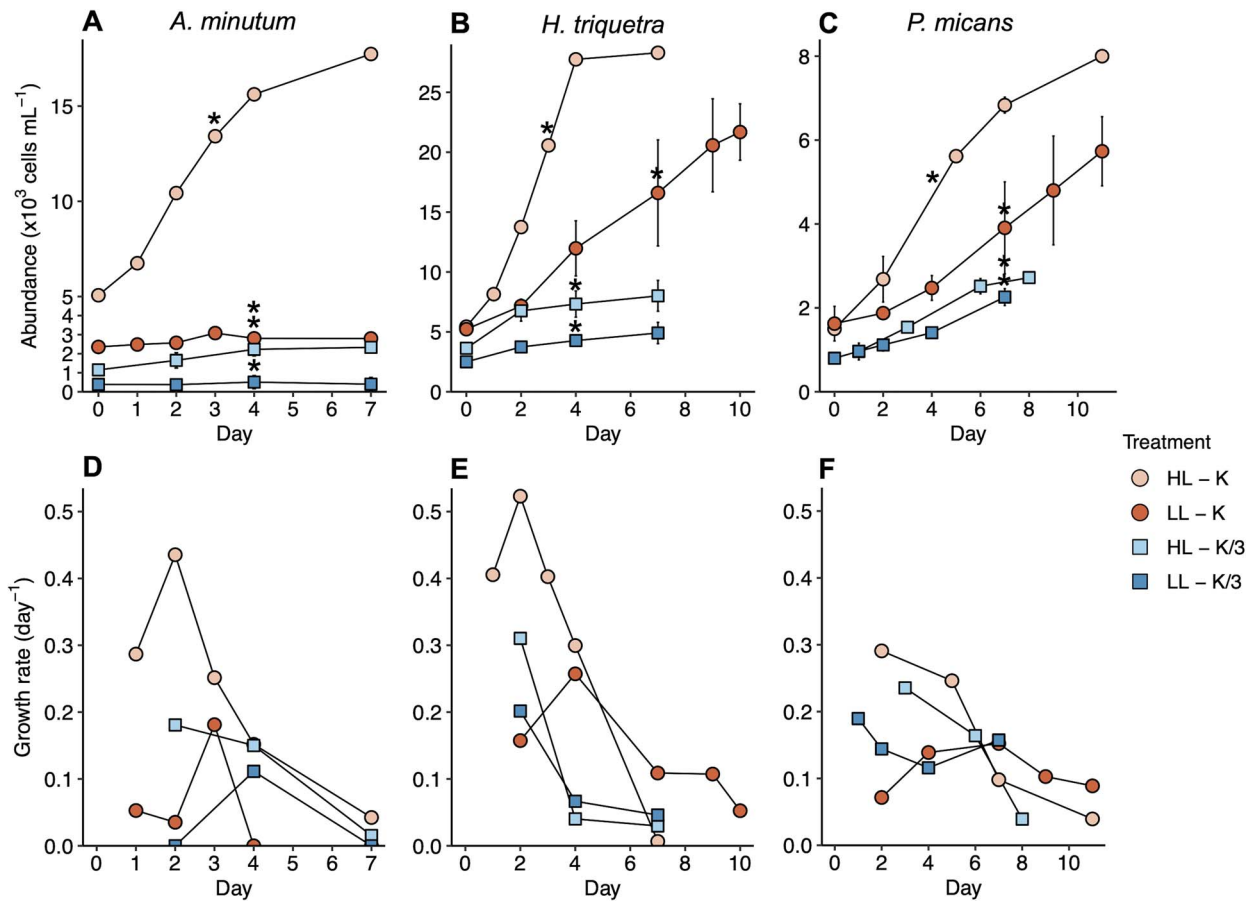 A A. minutum
B H. triquetra
C P. micans
Abundance (x10³ cells mL⁻¹)
15
10
5
4
3
2
1
0
* * * *
0 1 2 3 4 5 6 7
Day
25
20
15
10
5
0
* * * *
0 2 4 6 8 10
Day
8
6
4
2
0
* * * *
0 2 4 6 8 10
Day
D
Growth rate (day⁻¹)
0.5
0.4
0.3
0.2
0.1
0.0
0 1 2 3 4 5 6 7
Day
E
0.5
0.4
0.3
0.2
0.1
0.0
0 2 4 6 8 10
Day
F
0.5
0.4
0.3
0.2
0.1
0.0
0 2 4 6 8 10
Day
Treatment
HL – K
LL – K
HL – K/3
LL – K/3